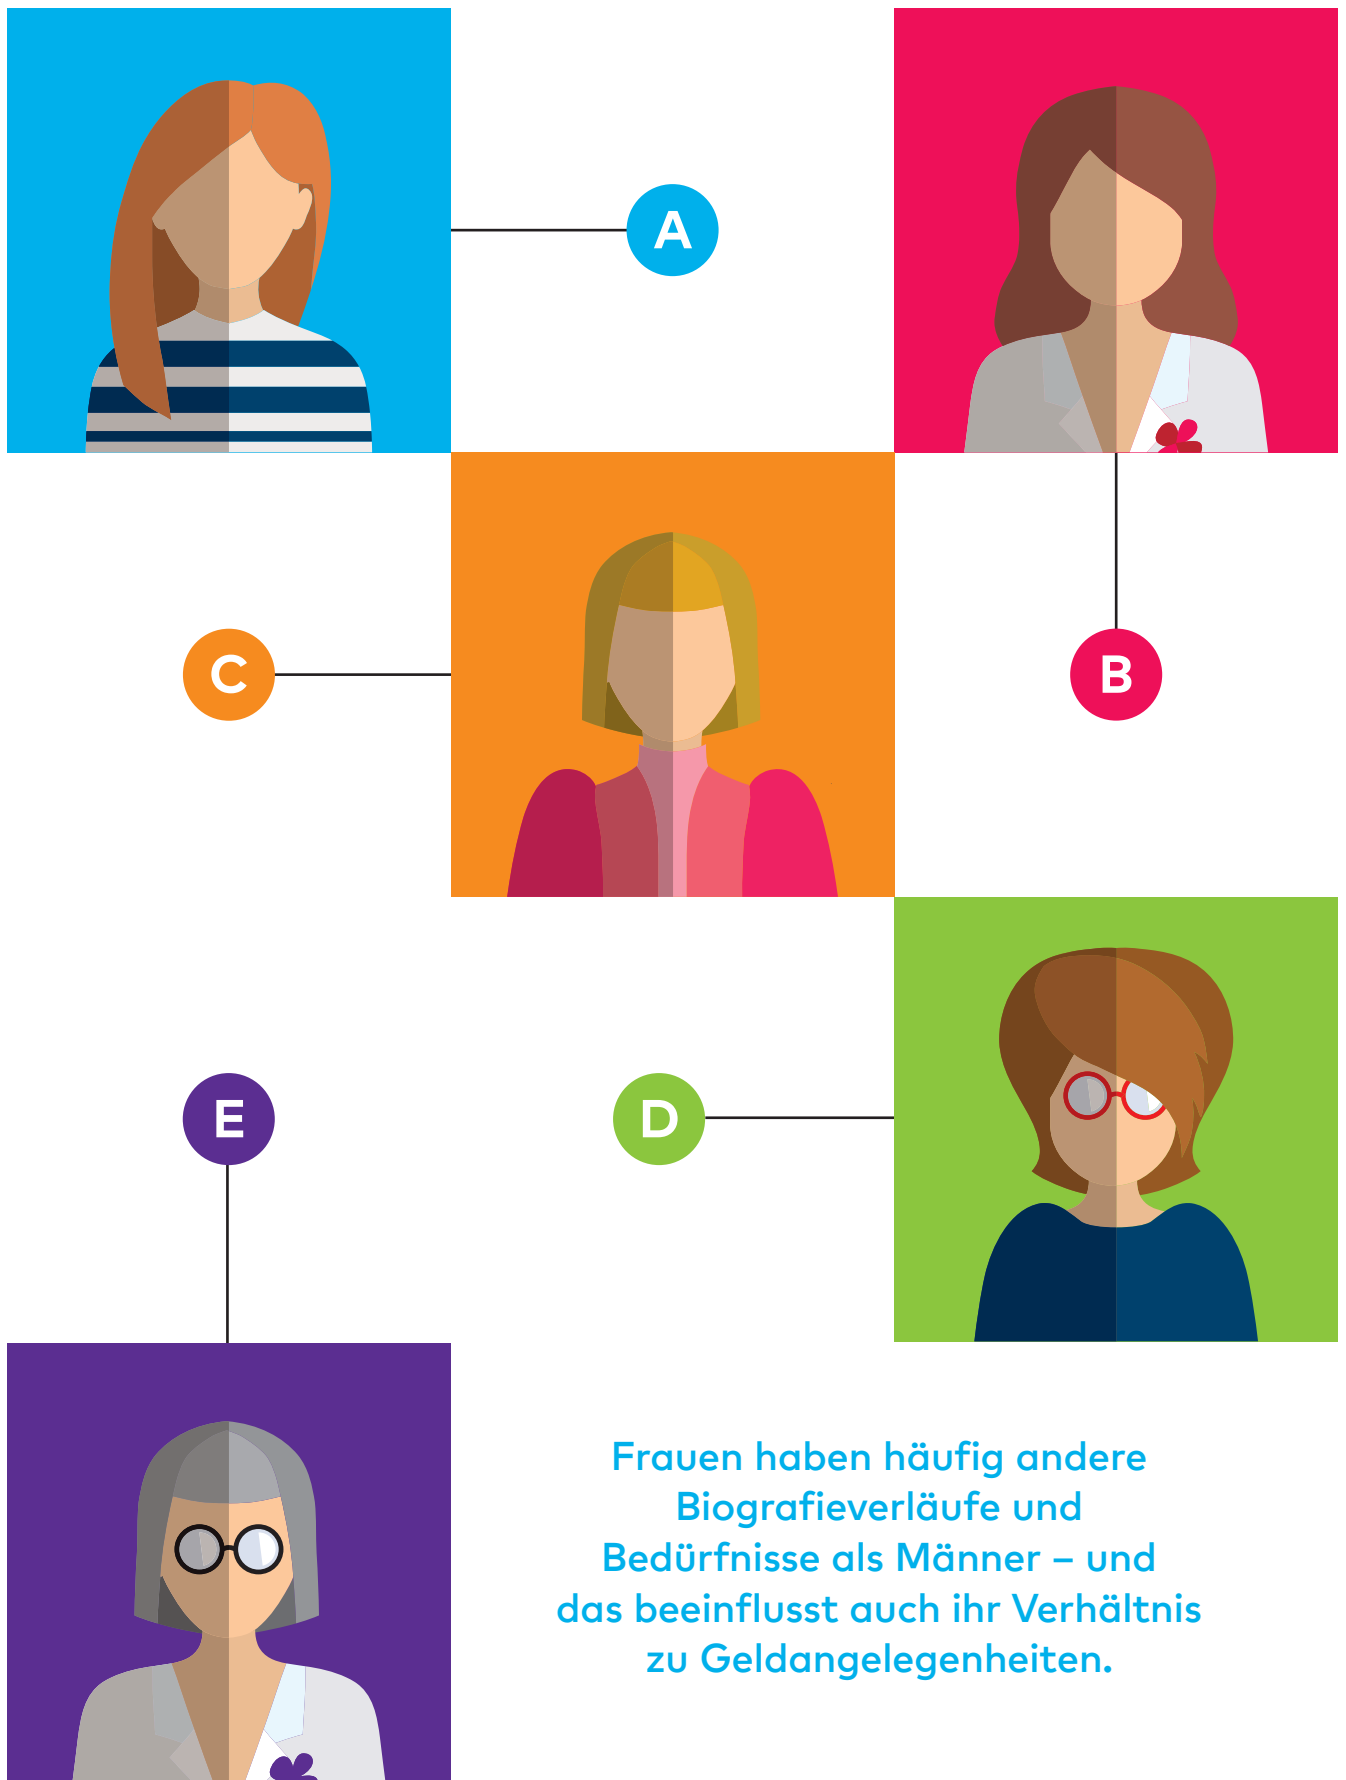 A
C
B
E
D
Frauen haben häufig andere
Biografieverläufe und
Bedürfnisse als Männer – und
das beeinflusst auch ihr Verhältnis
zu Geldangelegenheiten.